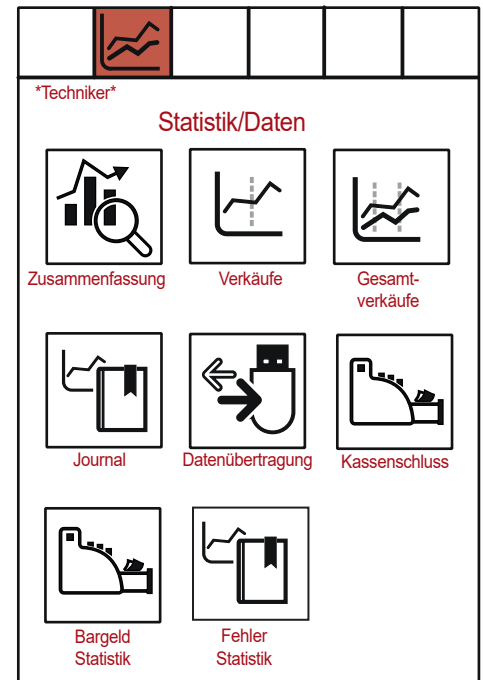 *Techniker*
Statistik/Daten
Zusammenfassung
Verkäufe
Gesamt-
verkäufe
Journal
Datenübertragung
Kassenschluss
Bargeld
Statistik
Fehler
Statistik